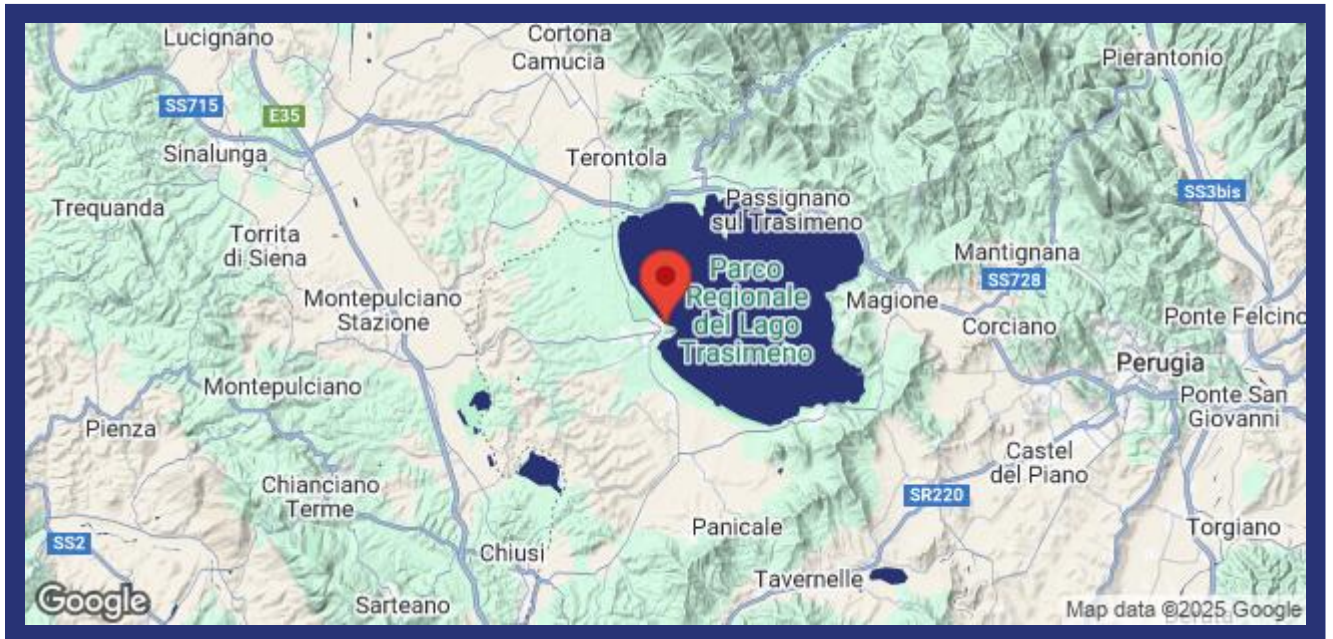 Lucignano
Cortona
Camucia
Pierantonio
SS715
E35
Sinalunga
Terontola
SS3bis
Trequanda
Passignano
sul Trasimeno
Torrita
di Siena
Mantignana
Parco
Regionale
del Lago
Trasimeno
SS728
Montepulciano
Stazione
Magione
Corciano
Ponte Felcino
Perugia
Montepulciano
Ponte San
Giovanni
Pienza
Castel
del Piano
Chianciano
Terme
SR220
Panicale
Torgiano
SS2
Chiusi
Tavernelle
Google
Sarteano
Map data ©2025 Google